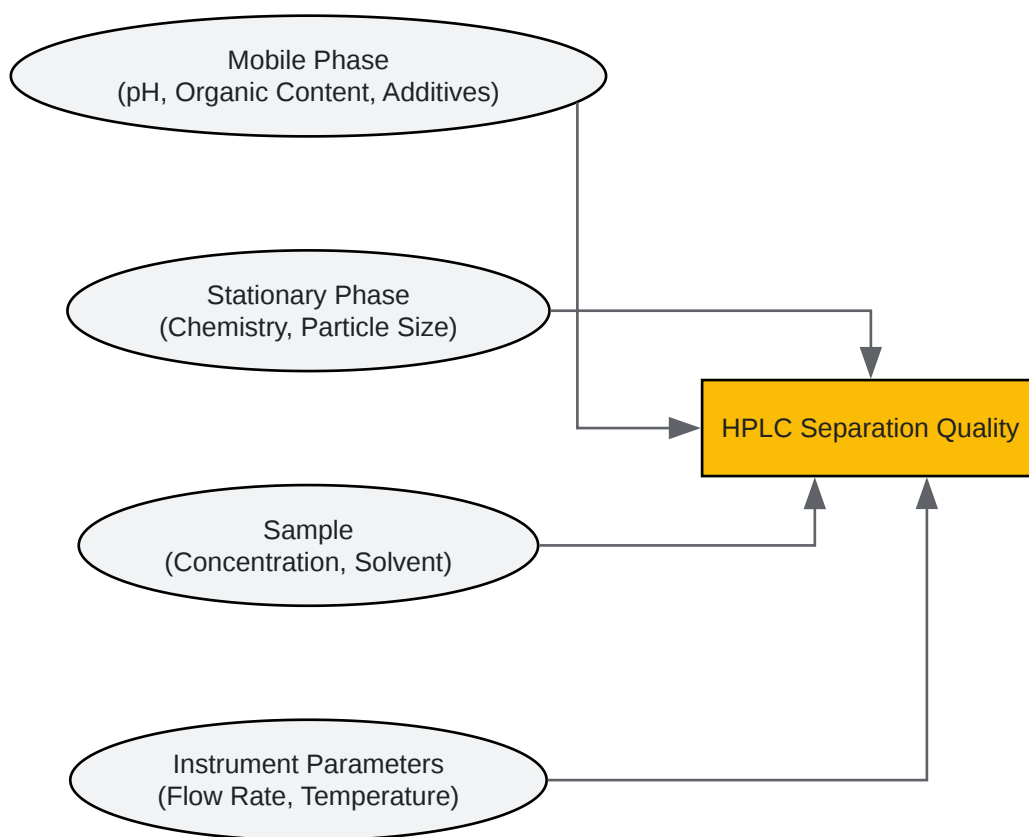 Mobile Phase
(pH, Organic Content, Additives)
Stationary Phase
(Chemistry, Particle Size)
HPLC Separation Quality
Sample
(Concentration, Solvent)
Instrument Parameters
(Flow Rate, Temperature)